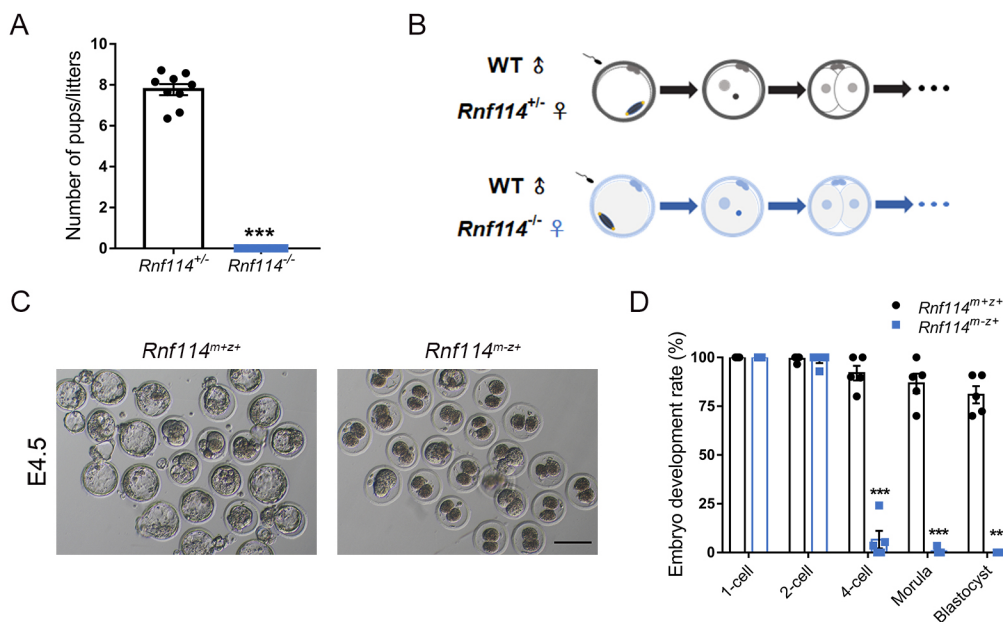 A
Number of pups/litters
10
8
6
4
2
0
***
Rnf114+/-
Rnf114-/-
B
WT ♂
Rnf114+/- ♀
WT ♂
Rnf114-/- ♀
C
Rnf114m+z+
Rnf114m-z+
E4.5
D
Rnf114m+z+
Rnf114m-z+
Embryo development rate (%)
100
75
50
25
0
***
***
**
1-cell
2-cell
4-cell
Morula
Blastocyst